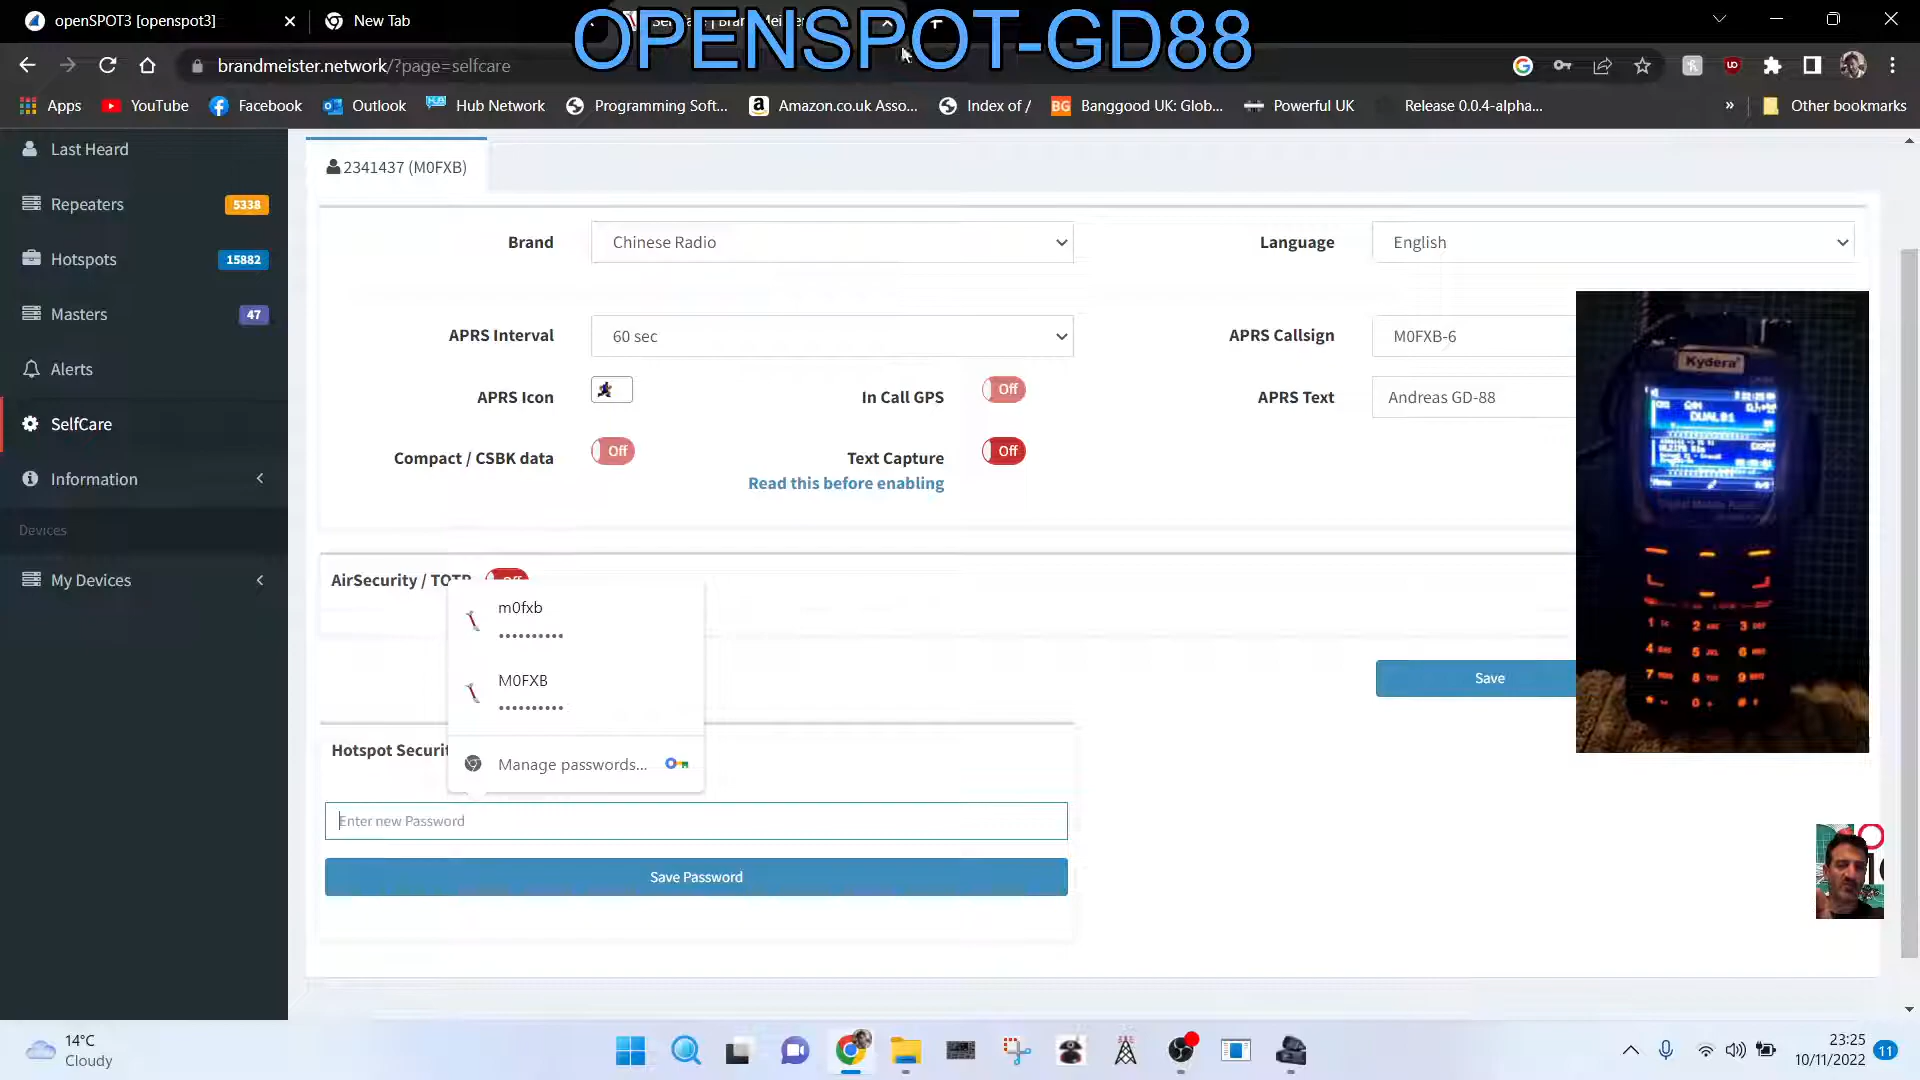 openSPOT3 [openspot3]
New Tab
OPENSPOT-GD88
brandmeister.network/?page=selfcare
Apps
YouTube
Facebook
Outlook
Hub Network
Programming Soft...
Amazon.co.uk Asso...
Index of /
Banggood UK: Glob...
Powerful UK
Release 0.0.4-alpha...
»
Other bookmarks
Last Heard
Repeaters 5338
Hotspots 15882
Masters 47
Alerts
SelfCare
Information
Devices
My Devices
2341437 (M0FXB)
Brand
Chinese Radio
Language
English
APRS Interval
60 sec
APRS Callsign
M0FXB-6
APRS Icon
In Call GPS
Off
APRS Text
Andreas GD-88
Compact / CSBK data
Off
Text Capture
Off
Read this before enabling
AirSecurity / TOTP
Off
m0fxb
••••••••••
M0FXB
••••••••••
Manage passwords...
Save
Hotspot Securit
Enter new Password
Save Password
Kydera
DUAL01
14°C
Cloudy
23:25
10/11/2022
11